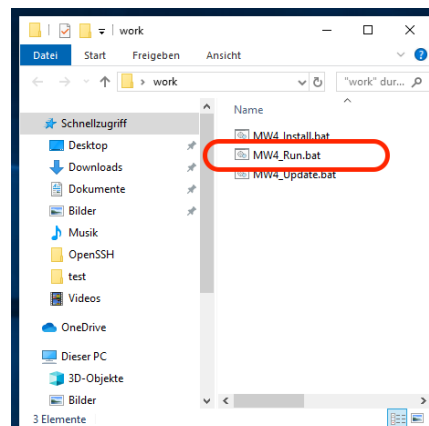 work
Datei Start Freigeben Ansicht
work "work" dur...
Name
Schnellzugriff
Desktop
Downloads
Dokumente
Bilder
Musik
OpenSSH
test
Videos
OneDrive
Dieser PC
3D-Objekte
Bilder
MW4_Install.bat
MW4_Run.bat
MW4_Update.bat
3 Elemente